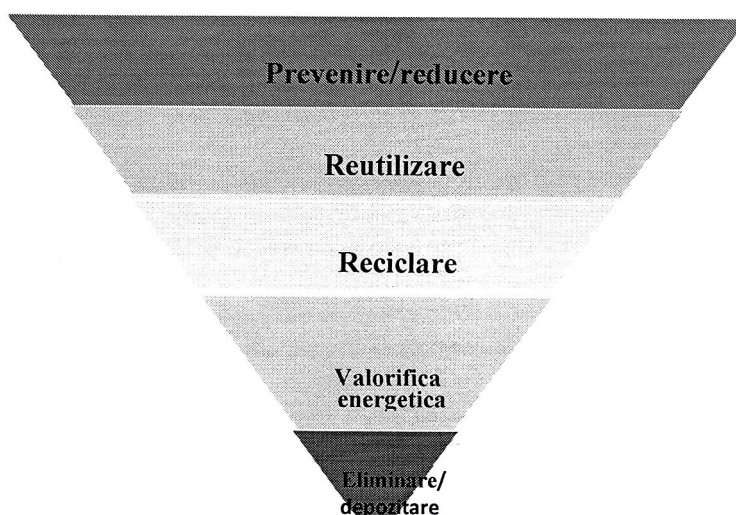 Prevenire/reducere
Reutilizare
Reciclare
Valorifica
energetica
Eliminare/
depozitare